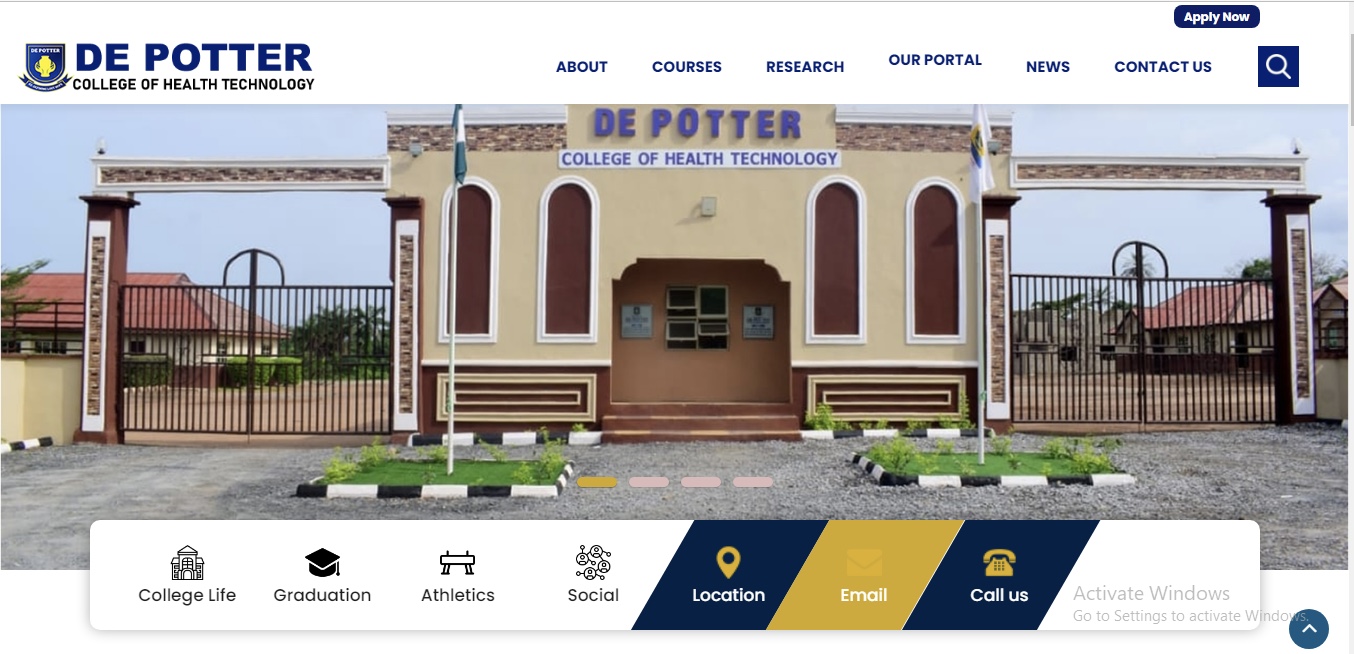 Apply Now
DE POTTER
DE POTTER
COLLEGE OF HEALTH TECHNOLOGY
ABOUT
COURSES
RESEARCH
OUR PORTAL
NEWS
CONTACT US
DE POTTER
COLLEGE OF HEALTH TECHNOLOGY
College Life
Graduation
Athletics
Social
Location
Email
Call us
Activate Windows
Go to Settings to activate Windows.